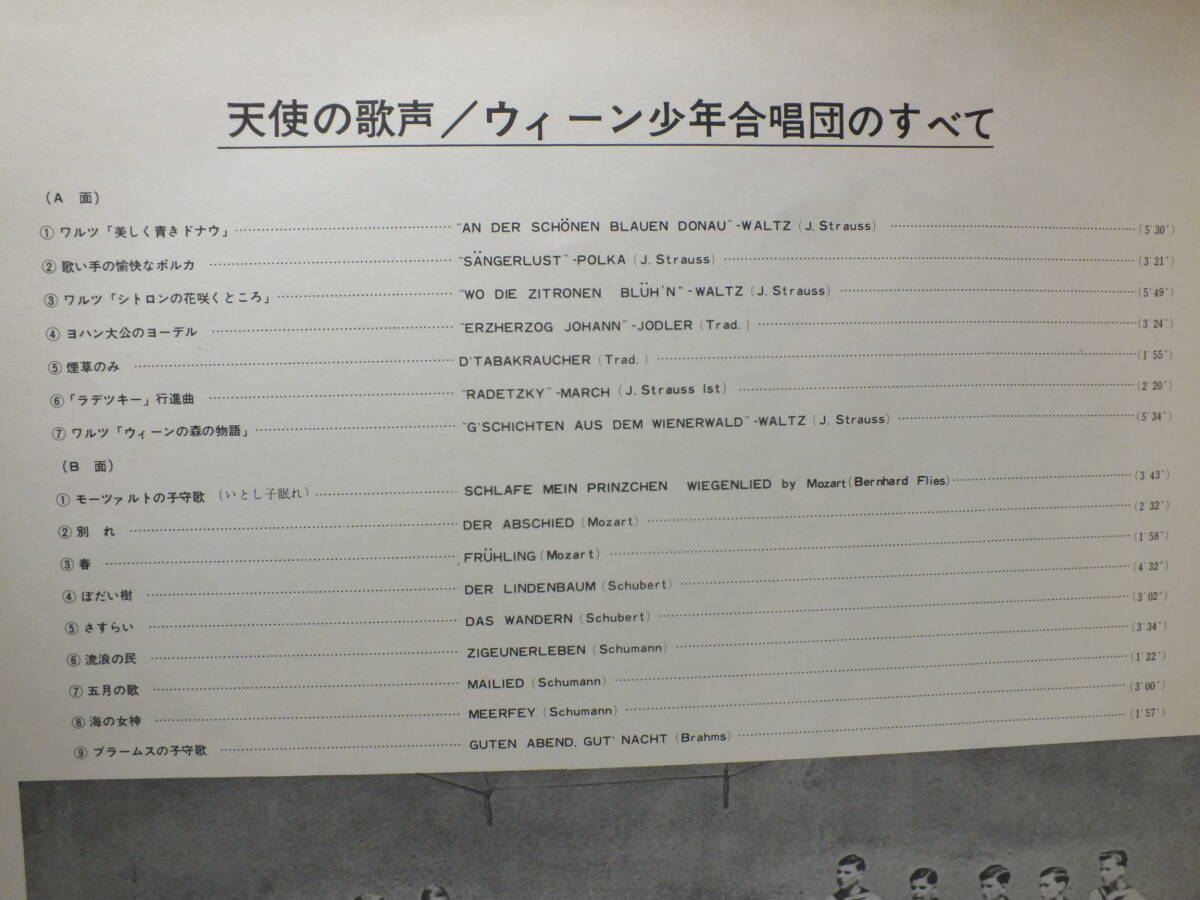 天使の歌声／ウィーン少年合唱団のすべて
(A 面)
① ワルツ「美しく青きドナウ」 "AN DER SCHÖNEN BLAUEN DONAU"-WALTZ (J. Strauss) (5'30")
② 歌い手の愉快なポルカ "SÄNGERLUST"-POLKA (J. Strauss) (3'21")
③ ワルツ「シトロンの花咲くところ」 "WO DIE ZITRONEN BLÜH'N"-WALTZ (J. Strauss) (5'49")
④ ヨハン大公のヨーデル "ERZHERZOG JOHANN"-JODLER (Trad.) (3'24")
⑤ 煙草のみ D'TABAKRAUCHER (Trad.) (1'55")
⑥ 「ラデツキー」行進曲 "RADETZKY"-MARCH (J. Strauss Ist) (2'20")
⑦ ワルツ「ウィーンの森の物語」 "G'SCHICHTEN AUS DEM WIENERWALD"-WALTZ (J. Strauss) (5'34")
(B 面)
① モーツァルトの子守歌 (いとし子眠れ) SCHLAFE MEIN PRINZCHEN WIEGENLIED by Mozart (Bernhard Flies) (3'43")
② 別 れ DER ABSCHIED (Mozart) (2'32")
③ 春 FRÜHLING (Mozart) (1'58")
④ ぼだい樹 DER LINDENBAUM (Schubert) (4'32")
⑤ さすらい DAS WANDERN (Schubert) (3'02")
⑥ 流浪の民 ZIGEUNERLEBEN (Schumann) (3'34")
⑦ 五月の歌 MAILIED (Schumann) (1'22")
⑧ 海の女神 MEERFEY (Schumann) (3'00")
⑨ ブラームスの子守歌 GUTEN ABEND, GUT' NACHT (Brahms) (1'57")